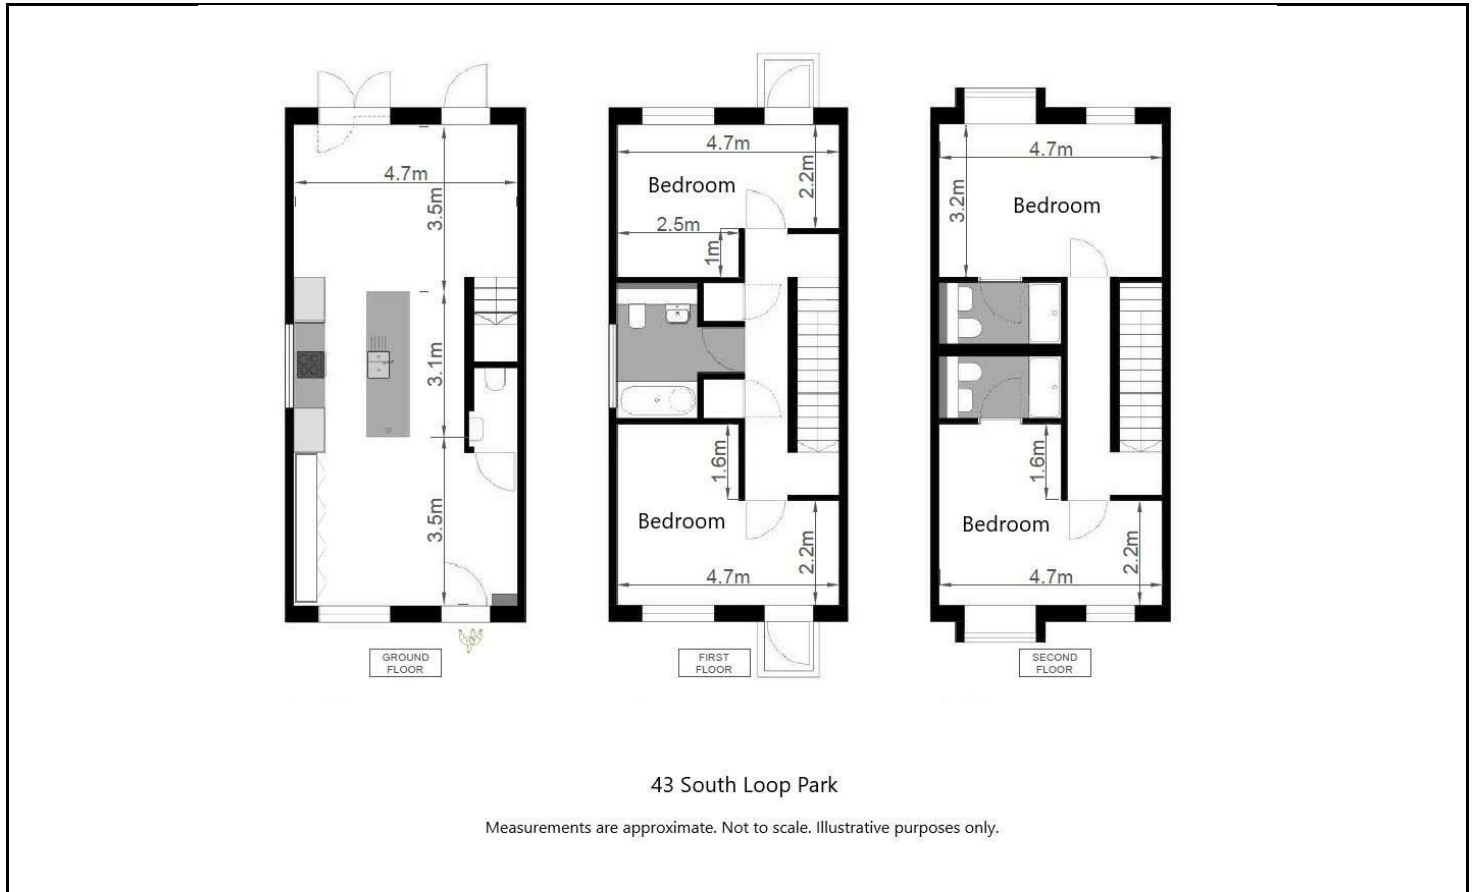 4.7m
3.5m
3.1m
3.5m
GROUND
FLOOR
4.7m
2.2m
Bedroom
2.5m
1m
1.6m
Bedroom
2.2m
4.7m
FIRST
FLOOR
4.7m
3.2m
Bedroom
1.6m
Bedroom
2.2m
4.7m
SECOND
FLOOR
43 South Loop Park
Measurements are approximate. Not to scale. Illustrative purposes only.